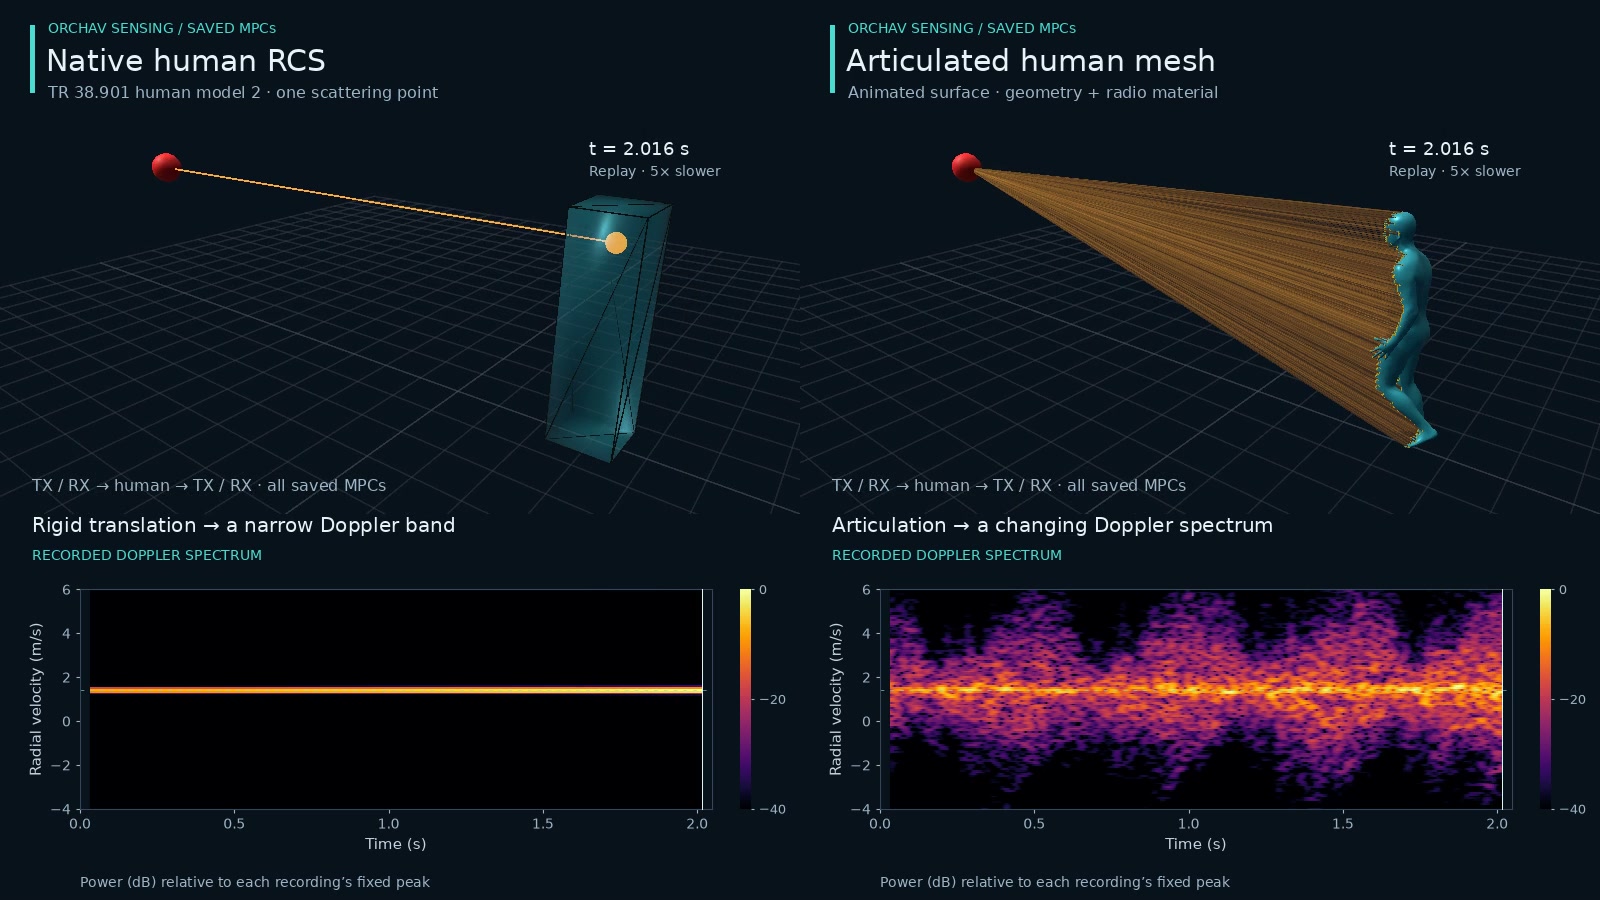 ORCHAV SENSING / SAVED MPCs
Native human RCS
TR 38.901 human model 2 · one scattering point
t = 2.016 s
Replay · 5× slower
TX / RX → human → TX / RX · all saved MPCs
Rigid translation → a narrow Doppler band
RECORDED DOPPLER SPECTRUM
Radial velocity (m/s)
6
4
2
0
−2
−4
0.0
0.5
1.0
1.5
2.0
Time (s)
0
−20
−40
Power (dB) relative to each recording’s fixed peak
ORCHAV SENSING / SAVED MPCs
Articulated human mesh
Animated surface · geometry + radio material
t = 2.016 s
Replay · 5× slower
TX / RX → human → TX / RX · all saved MPCs
Articulation → a changing Doppler spectrum
RECORDED DOPPLER SPECTRUM
Radial velocity (m/s)
6
4
2
0
−2
−4
0.0
0.5
1.0
1.5
2.0
Time (s)
0
−20
−40
Power (dB) relative to each recording’s fixed peak